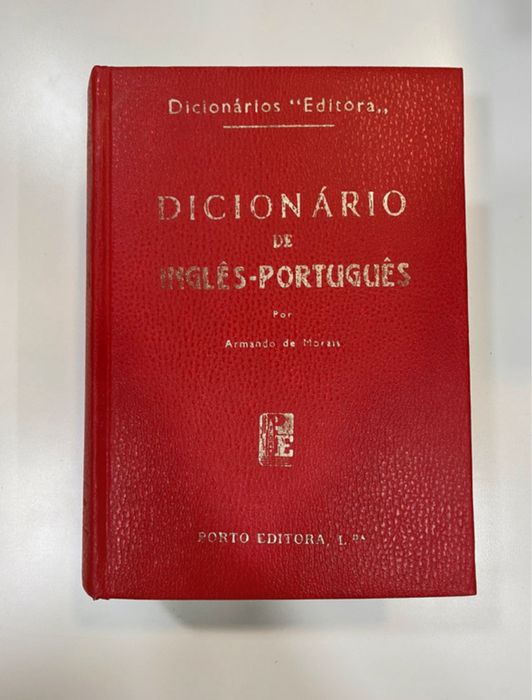 Dicionários "Editora„
DICIONÁRIO
DE
INGLÊS-PORTUGUÊS
Por
Armando de Morais
PE
PORTO EDITORA, L.DA